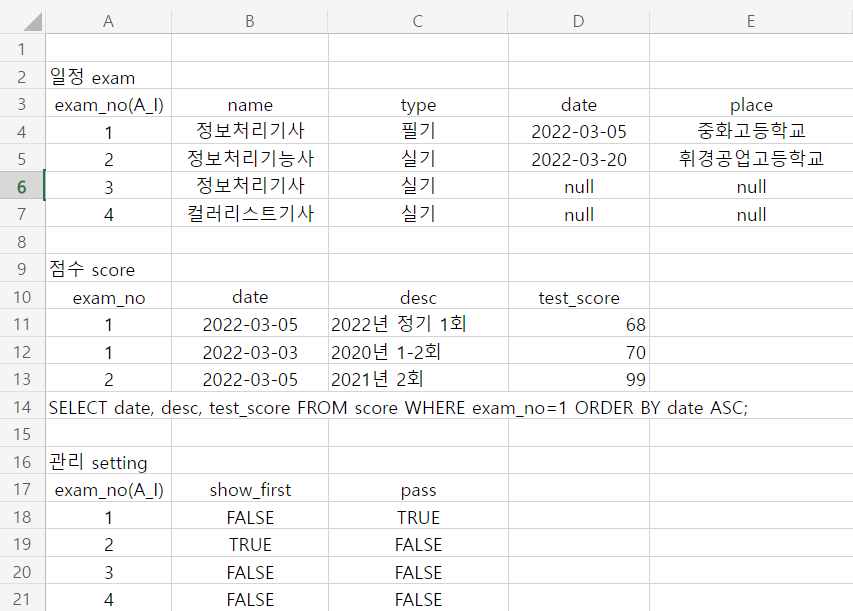 A B C D E
1
2 일정 exam
3 exam_no(A_I) name type date place
4 1 정보처리기사 필기 2022-03-05 중화고등학교
5 2 정보처리기능사 실기 2022-03-20 휘경공업고등학교
6 3 정보처리기사 실기 null null
7 4 컬러리스트기사 실기 null null
8
9 점수 score
10 exam_no date desc test_score
11 1 2022-03-05 2022년 정기 1회 68
12 1 2022-03-03 2020년 1-2회 70
13 2 2022-03-05 2021년 2회 99
14 SELECT date, desc, test_score FROM score WHERE exam_no=1 ORDER BY date ASC;
15
16 관리 setting
17 exam_no(A_I) show_first pass
18 1 FALSE TRUE
19 2 TRUE FALSE
20 3 FALSE FALSE
21 4 FALSE FALSE